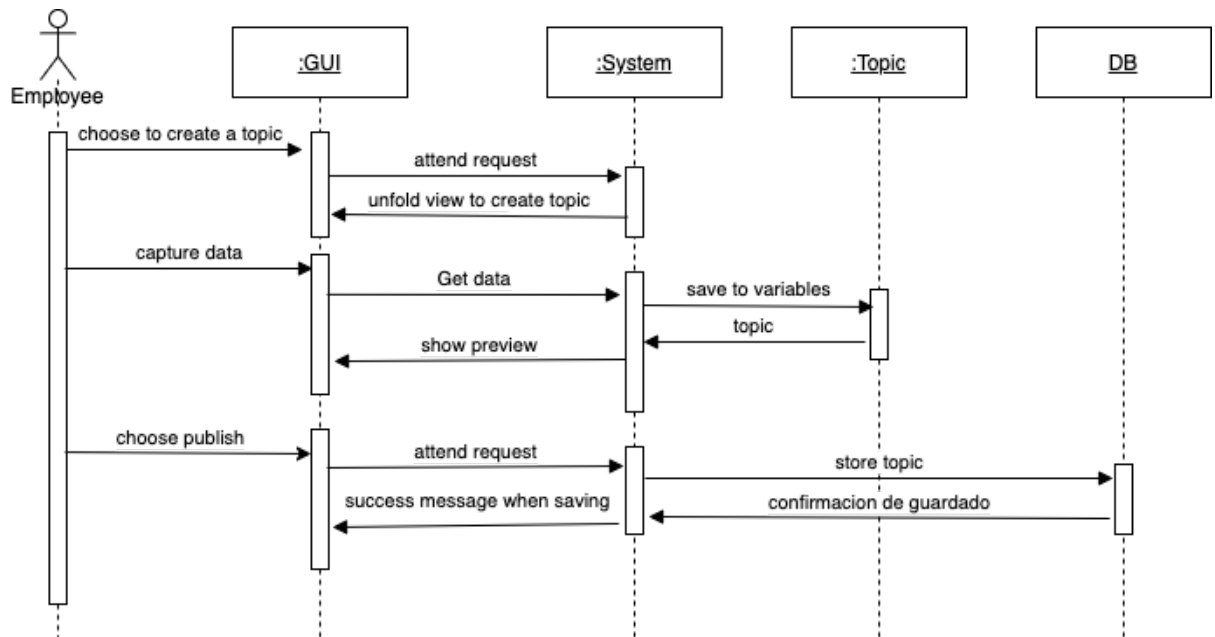 :GUI
:System
:Topic
DB
Employee
choose to create a topic
attend request
unfold view to create topic
capture data
Get data
save to variables
topic
show preview
choose publish
attend request
store topic
success message when saving
confirmacion de guardado